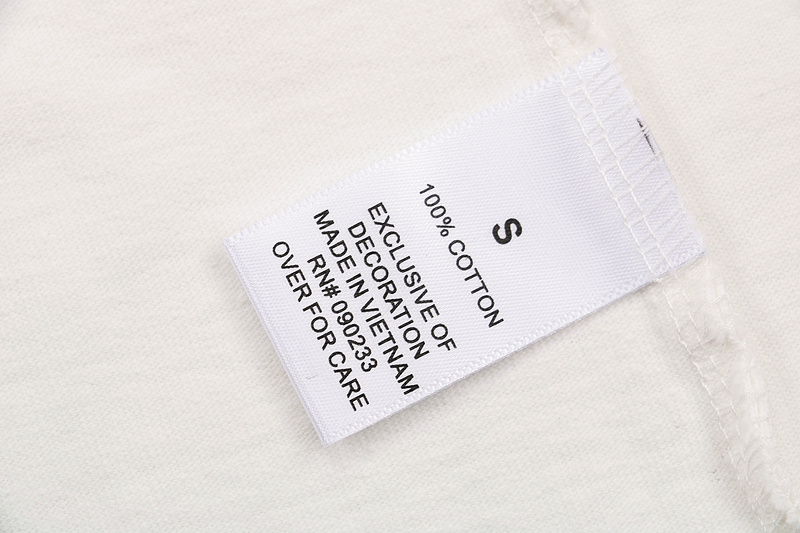 S
100% COTTON
EXCLUSIVE OF
DECORATION
MADE IN VIETNAM
RN# 090233
OVER FOR CARE